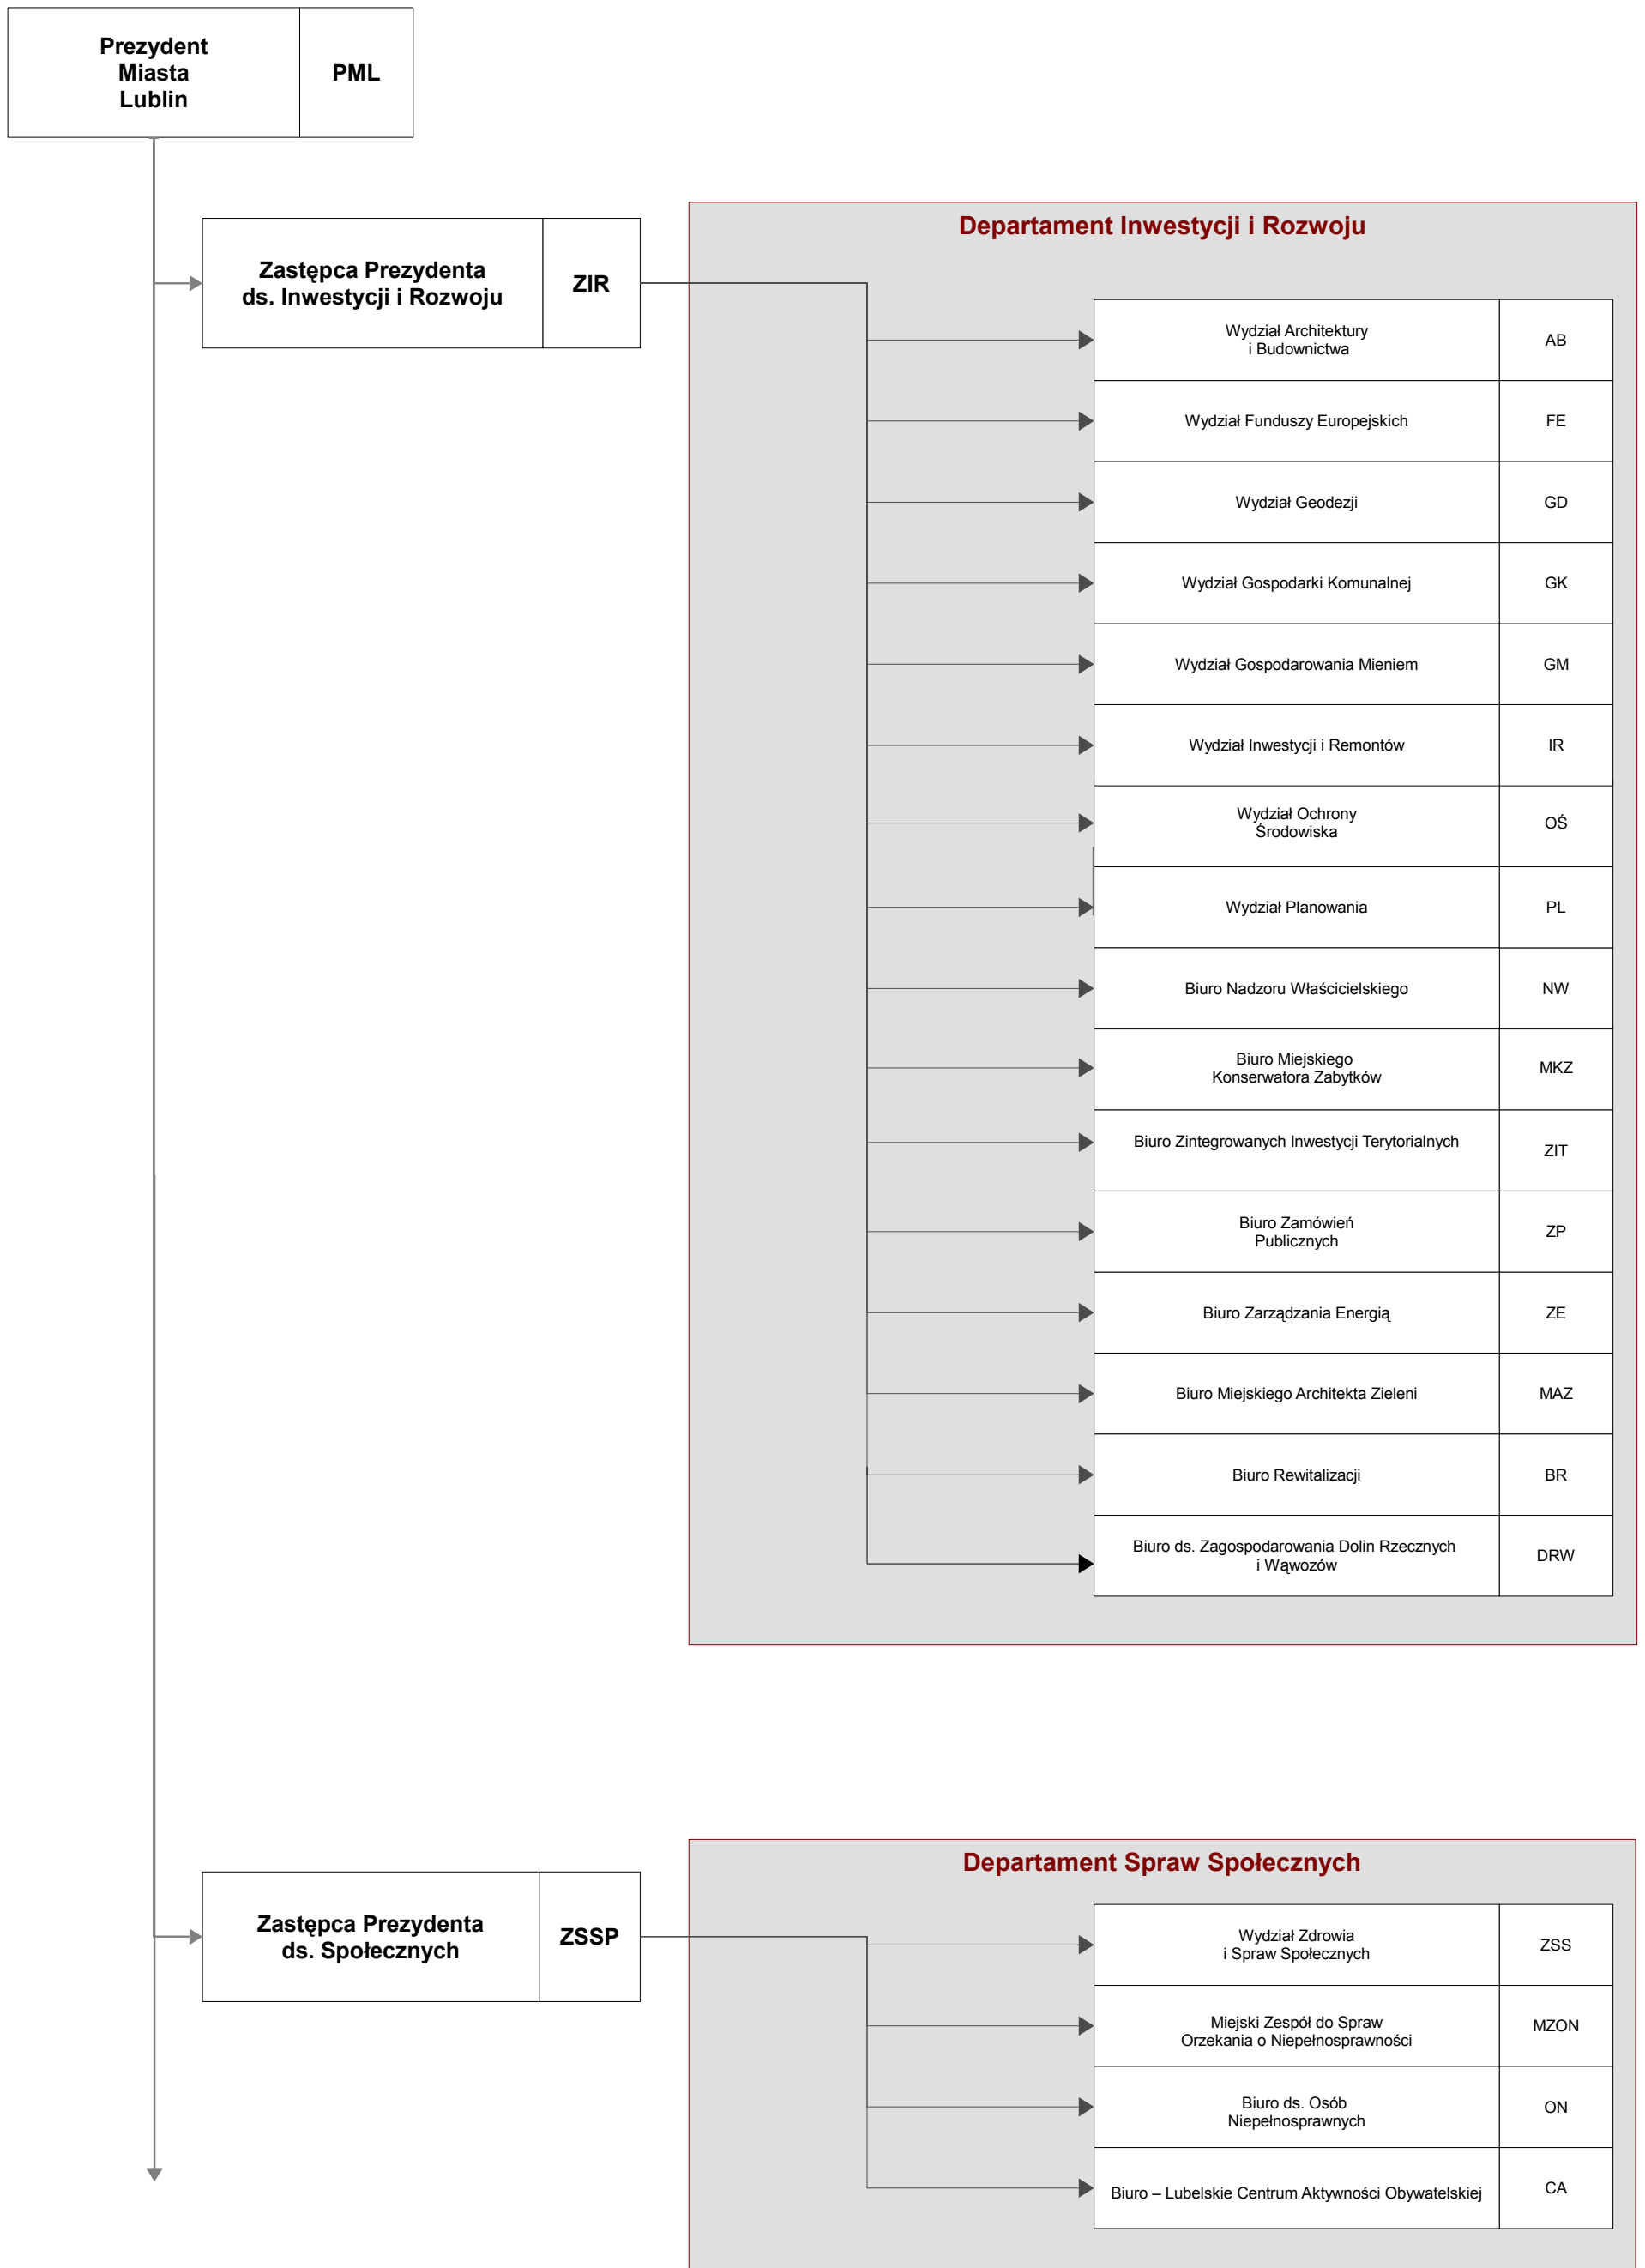 Prezydent
Miasta
Lublin
PML
Departament Inwestycji i Rozwoju
Zastępca Prezydenta
ds. Inwestycji i Rozwoju
ZIR
Wydział Architektury
i Budownictwa
AB
Wydział Funduszy Europejskich
FE
Wydział Geodezji
GD
Wydział Gospodarki Komunalnej
GK
Wydział Gospodarowania Mieniem
GM
Wydział Inwestycji i Remontów
IR
Wydział Ochrony
Środowiska
OŚ
Wydział Planowania
PL
Biuro Nadzoru Właścicielskiego
NW
Biuro Miejskiego
Konserwatora Zabytków
MKZ
Biuro Zintegrowanych Inwestycji Terytorialnych
ZIT
Biuro Zamówień
Publicznych
ZP
Biuro Zarządzania Energią
ZE
Biuro Miejskiego Architekta Zieleni
MAZ
Biuro Rewitalizacji
BR
Biuro ds. Zagospodarowania Dolin Rzecznych
i Wąwozów
DRW
Departament Spraw Społecznych
Zastępca Prezydenta
ds. Społecznych
ZSSP
Wydział Zdrowia
i Spraw Społecznych
ZSS
Miejski Zespół do Spraw
Orzekania o Niepełnosprawności
MZON
Biuro ds. Osób
Niepełnosprawnych
ON
Biuro – Lubelskie Centrum Aktywności Obywatelskiej
CA